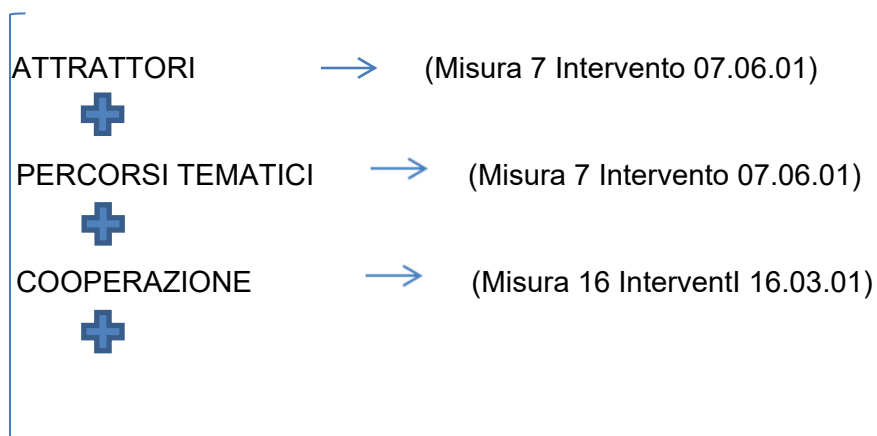 ATTRATTORI (Misura 7 Intervento 07.06.01)
PERCORSI TEMATICI (Misura 7 Intervento 07.06.01)
COOPERAZIONE (Misura 16 InterventI 16.03.01)